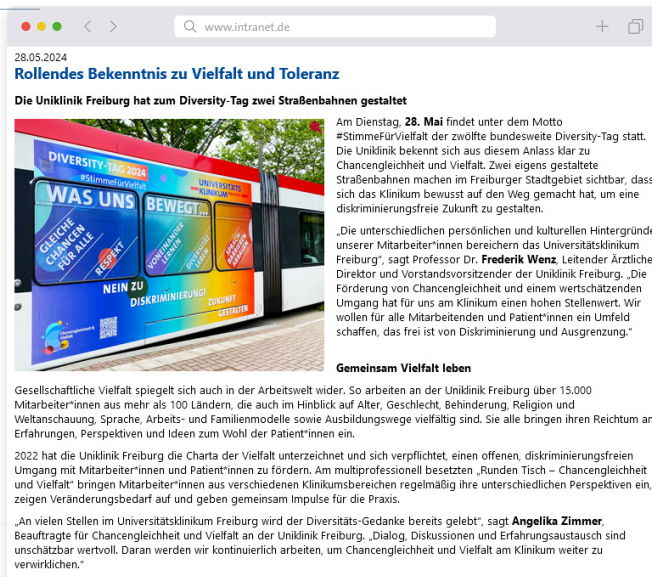 www.intranet.de
28.05.2024
Rollendes Bekenntnis zu Vielfalt und Toleranz
Die Uniklinik Freiburg hat zum Diversity-Tag zwei Straßenbahnen gestaltet
DIVERSITY-TAG 2024
#StimmeFürVielfalt
UNIVERSITÄTS
KLINIKUM
WAS UNS BEWEGT...
GLEICHE
CHANCEN
FÜR ALLE
RESPEKT
VONEINANDER
LERNEN
DIVERSITÄT
LEBEN
NEIN ZU
DISKRIMINIERUNG!
ZUKUNFT
GESTALTEN
Chancengleichheit &
Vielfalt
Am Dienstag, 28. Mai findet unter dem Motto
#StimmeFürVielfalt der zwölfte bundesweite Diversity-Tag statt.
Die Uniklinik bekennt sich aus diesem Anlass klar zu
Chancengleichheit und Vielfalt. Zwei eigens gestaltete
Straßenbahnen machen im Freiburger Stadtgebiet sichtbar, dass
sich das Klinikum bewusst auf den Weg gemacht hat, um eine
diskriminierungsfreie Zukunft zu gestalten.
„Die unterschiedlichen persönlichen und kulturellen Hintergründe
unserer Mitarbeiter*innen bereichern das Universitätsklinikum
Freiburg“, sagt Professor Dr. Frederik Wenz, Leitender Ärztliche
Direktor und Vorstandsvorsitzender der Uniklinik Freiburg. „Die
Förderung von Chancengleichheit und einem wertschätzenden
Umgang hat für uns am Klinikum einen hohen Stellenwert. Wir
wollen für alle Mitarbeitenden und Patient*innen ein Umfeld
schaffen, das frei ist von Diskriminierung und Ausgrenzung.“
Gemeinsam Vielfalt leben
Gesellschaftliche Vielfalt spiegelt sich auch in der Arbeitswelt wider. So arbeiten an der Uniklinik Freiburg über 15.000
Mitarbeiter*innen aus mehr als 100 Ländern, die auch im Hinblick auf Alter, Geschlecht, Behinderung, Religion und
Weltanschauung, Sprache, Arbeits- und Familienmodelle sowie Ausbildungswege vielfältig sind. Sie alle bringen ihren Reichtum an
Erfahrungen, Perspektiven und Ideen zum Wohl der Patient*innen ein.
2022 hat die Uniklinik Freiburg die Charta der Vielfalt unterzeichnet und sich verpflichtet, einen offenen, diskriminierungsfreien
Umgang mit Mitarbeiter*innen und Patient*innen zu fördern. Am multiprofessionell besetzten „Runden Tisch – Chancengleichheit
und Vielfalt“ bringen Mitarbeiter*innen aus verschiedenen Klinikumsbereichen regelmäßig ihre unterschiedlichen Perspektiven ein,
zeigen Veränderungsbedarf auf und geben gemeinsam Impulse für die Praxis.
„An vielen Stellen im Universitätsklinikum Freiburg wird der Diversitäts-Gedanke bereits gelebt“, sagt Angelika Zimmer,
Beauftragte für Chancengleichheit und Vielfalt an der Uniklinik Freiburg. „Dialog, Diskussionen und Erfahrungsaustausch sind
unschätzbar wertvoll. Daran werden wir kontinuierlich arbeiten, um Chancengleichheit und Vielfalt am Klinikum weiter zu
verwirklichen.“